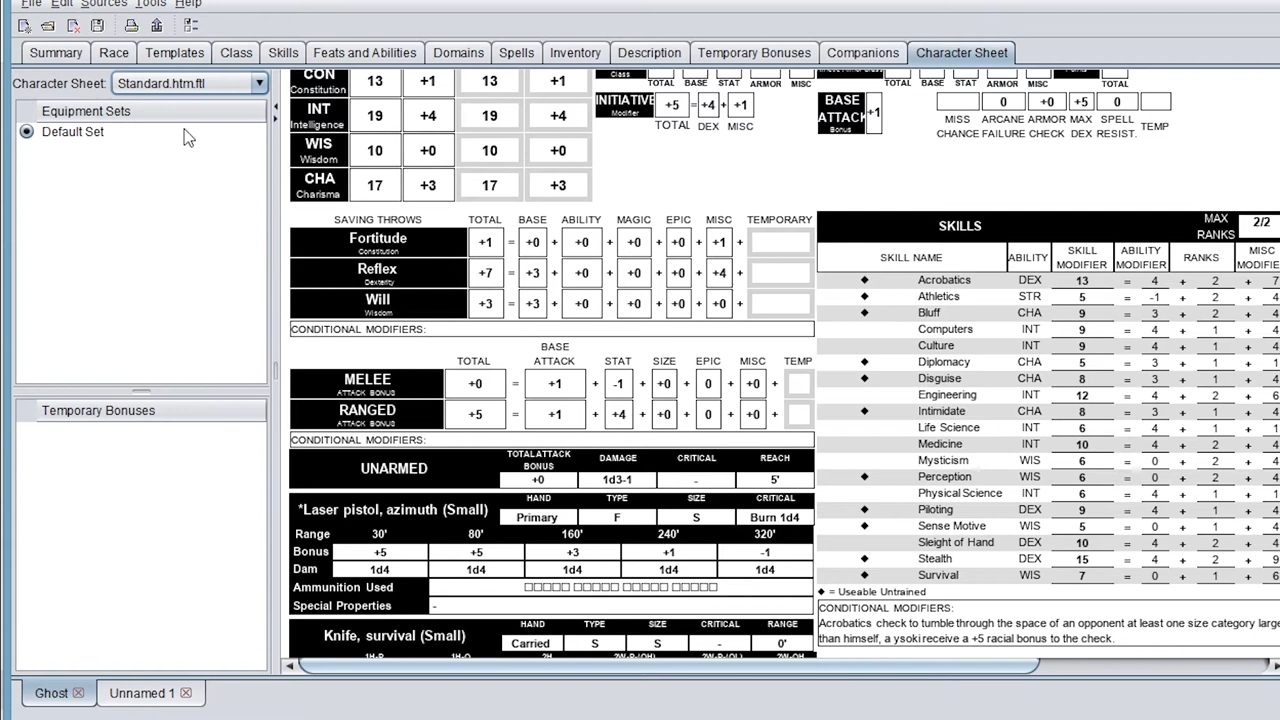 File Edit Sources Tools Help
Summary Race Templates Class Skills Feats and Abilities Domains Spells Inventory Description Temporary Bonuses Companions Character Sheet
Character Sheet: Standard.htm.ftl
Equipment Sets
Default Set
Temporary Bonuses
CON 13 +1 13 +1
Constitution
INT 19 +4 19 +4
Intelligence
WIS 10 +0 10 +0
Wisdom
CHA 17 +3 17 +3
Charisma
Class TOTAL BASE STAT ARMOR MISC
TOTAL BASE STAT ARMOR MISC TOTAL
INITIATIVE +5 = +4 + +1
Modifier TOTAL DEX MISC
BASE ATTACK +1
Bonus
0 +0 +5 0
MISS CHANCE ARCANE FAILURE ARMOR CHECK MAX DEX SPELL RESIST. TEMP
SAVING THROWS TOTAL BASE ABILITY MAGIC EPIC MISC TEMPORARY
Fortitude +1 = +0 + +0 + +0 + +0 + +1 +
Constitution
Reflex +7 = +3 + +0 + +0 + +0 + +4 +
Dexterity
Will +3 = +3 + +0 + +0 + +0 + +0 +
Wisdom
CONDITIONAL MODIFIERS:
TOTAL BASE ATTACK STAT SIZE EPIC MISC TEMP
MELEE +0 = +1 + -1 + +0 + 0 + +0 +
ATTACK BONUS
RANGED +5 = +1 + +4 + +0 + 0 + +0 +
ATTACK BONUS
CONDITIONAL MODIFIERS:
UNARMED TOTAL ATTACK BONUS DAMAGE CRITICAL REACH
+0 1d3-1 - 5'
*Laser pistol, azimuth (Small) HAND TYPE SIZE CRITICAL
Primary F S Burn 1d4
Range 30' 80' 160' 240' 320'
Bonus +5 +5 +3 +1 -1
Dam 1d4 1d4 1d4 1d4 1d4
Ammunition Used □□□□□ □□□□□ □□□□□ □□□□□
Special Properties -
Knife, survival (Small) HAND TYPE SIZE CRITICAL RANGE
Carried S S - 0'
1H-P 1H-O 2H 2W-P-(OH) 2W-P-(OL) 2W-OH
SKILLS MAX RANKS 2/2
SKILL NAME ABILITY SKILL MODIFIER ABILITY MODIFIER RANKS MISC MODIFIE
◆ Acrobatics DEX 13 = 4 + 2 + 7
◆ Athletics STR 5 = -1 + 2 + 4
◆ Bluff CHA 9 = 3 + 2 + 4
Computers INT 9 = 4 + 1 + 4
Culture INT 9 = 4 + 1 + 4
◆ Diplomacy CHA 5 = 3 + 1 + 1
◆ Disguise CHA 8 = 3 + 1 + 4
Engineering INT 12 = 4 + 2 + 6
◆ Intimidate CHA 8 = 3 + 1 + 4
Life Science INT 6 = 4 + 1 + 1
Medicine INT 10 = 4 + 2 + 4
Mysticism WIS 6 = 0 + 2 + 4
◆ Perception WIS 6 = 0 + 2 + 4
Physical Science INT 6 = 4 + 1 + 1
◆ Piloting DEX 9 = 4 + 1 + 4
◆ Sense Motive WIS 5 = 0 + 1 + 4
Sleight of Hand DEX 10 = 4 + 2 + 4
◆ Stealth DEX 15 = 4 + 2 + 9
◆ Survival WIS 7 = 0 + 1 + 6
◆ = Useable Untrained
CONDITIONAL MODIFIERS:
Acrobatics check to tumble through the space of an opponent at least one size category large
than himself, a ysoki receive a +5 racial bonus to the check.
Ghost Unnamed 1